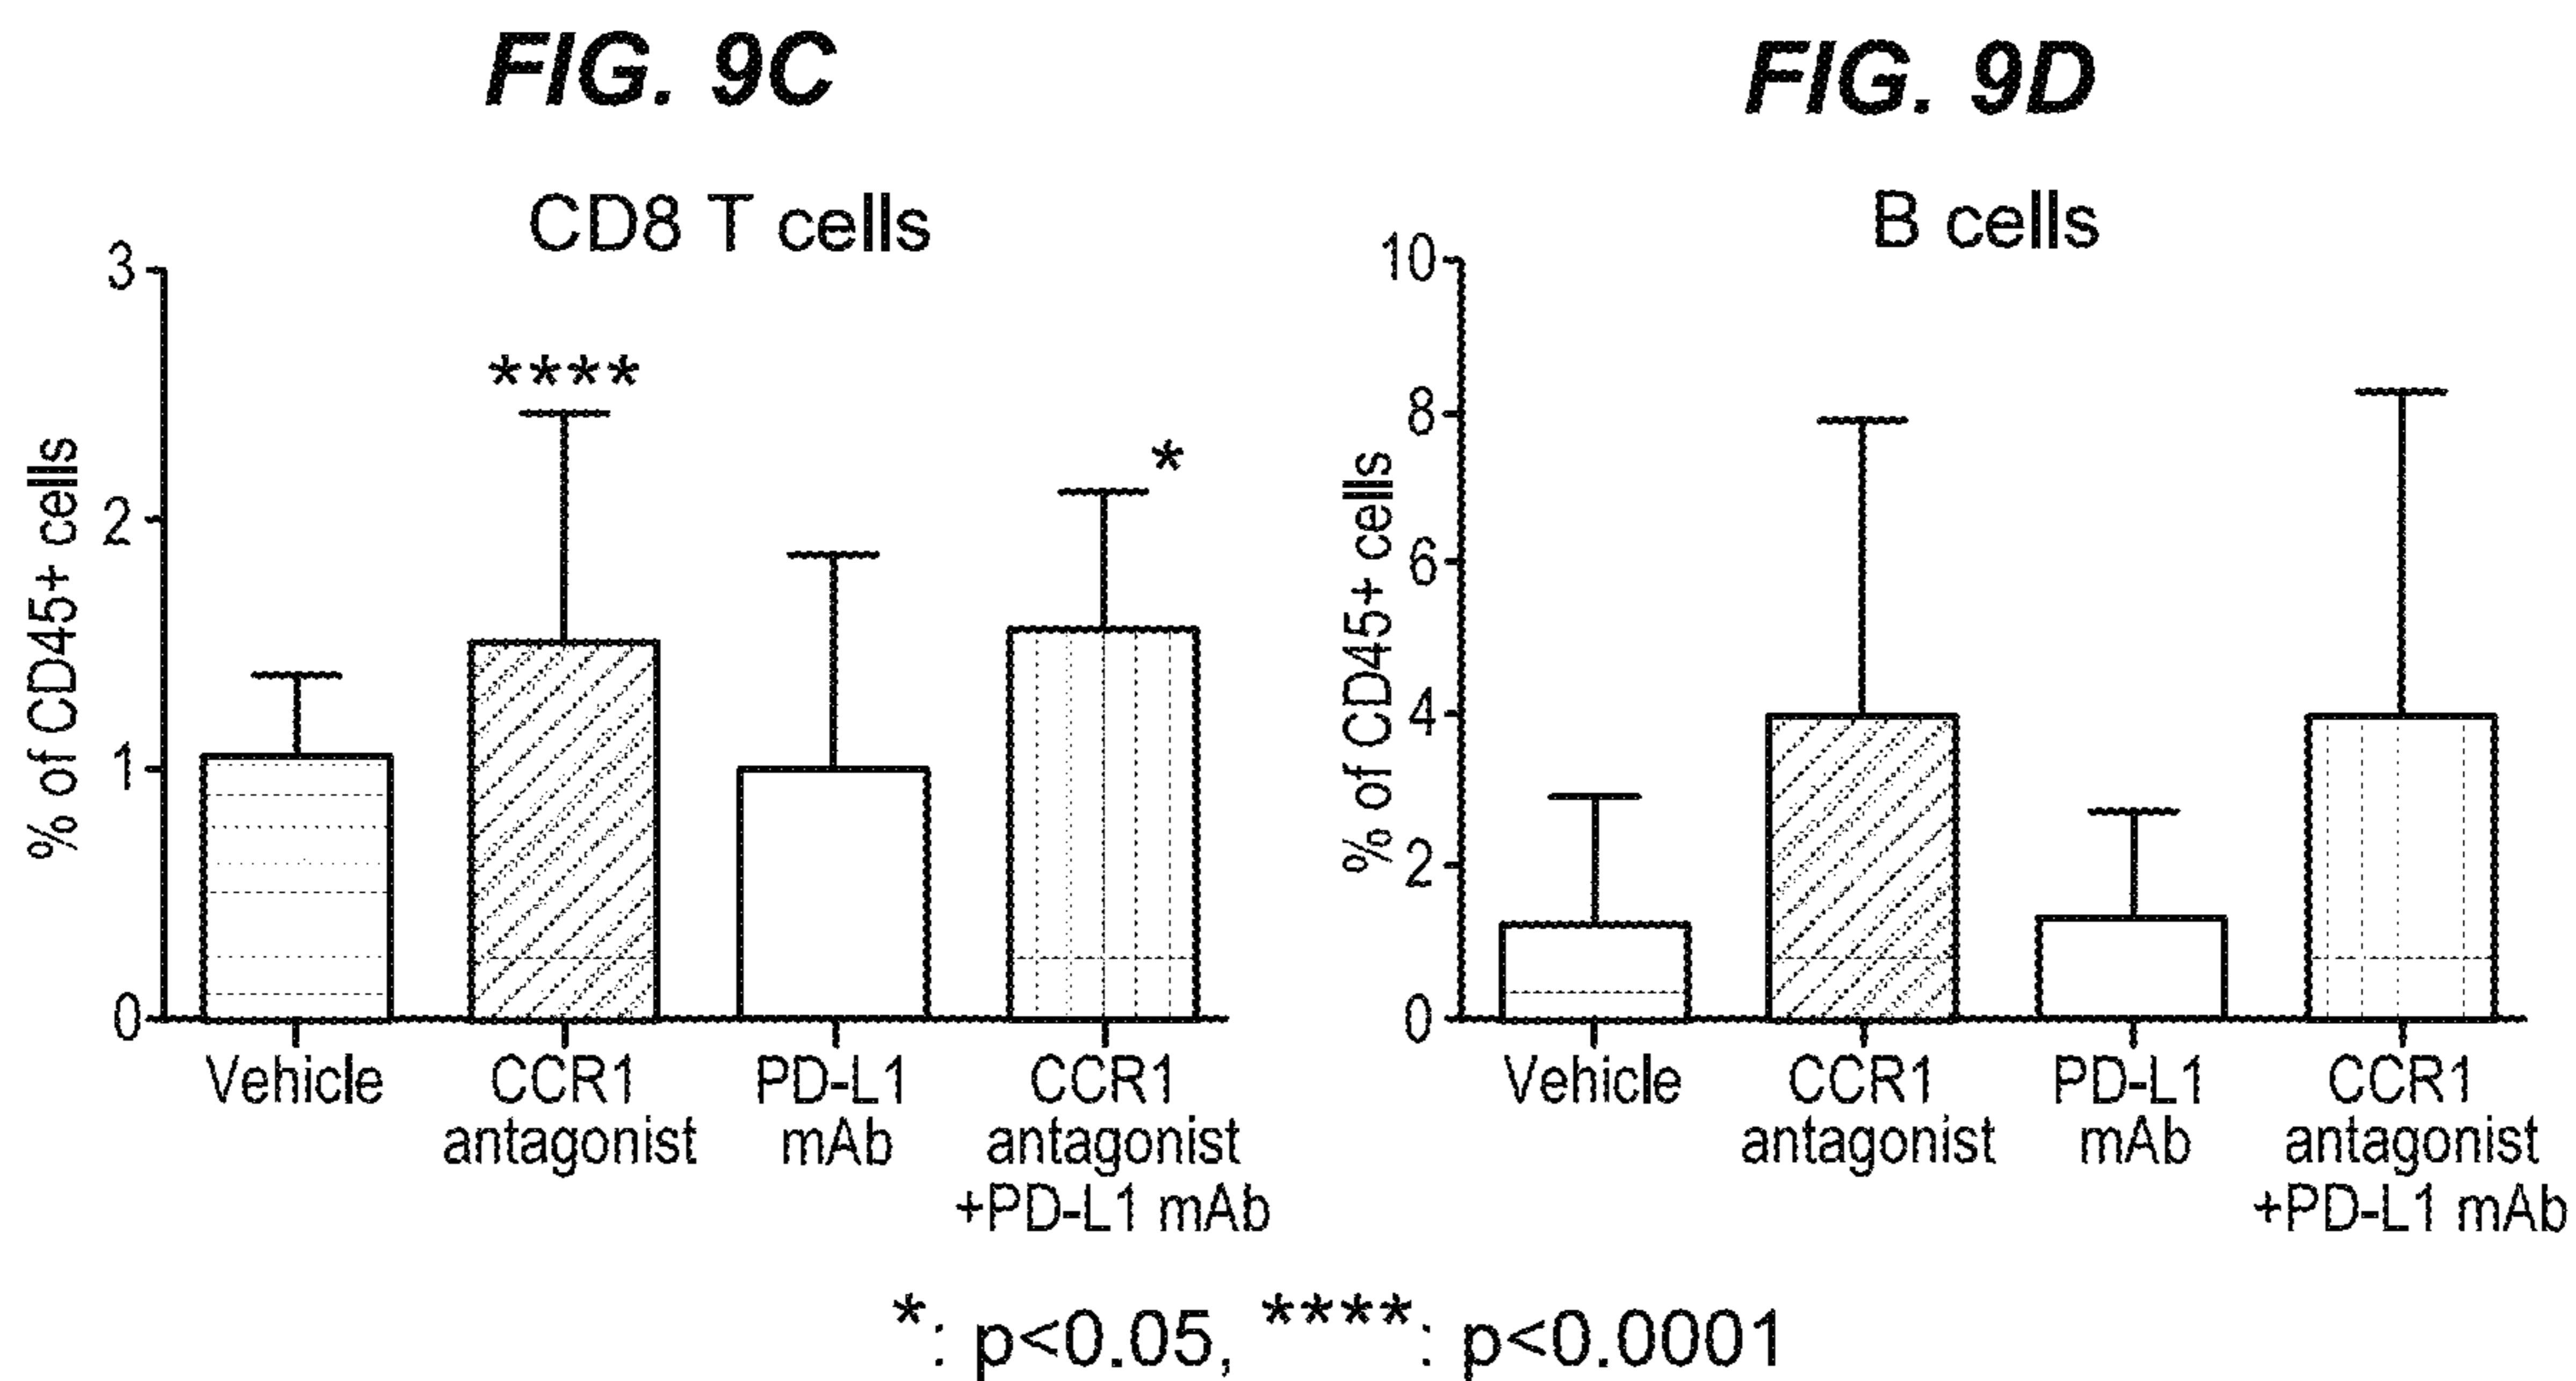 FIG. 9C
CD8 T cells
% of CD45+ cells
3
2
1
0
****
*
Vehicle
CCR1
antagonist
PD-L1
mAb
CCR1
antagonist
+PD-L1 mAb
FIG. 9D
B cells
% of CD45+ cells
10
8
6
4
2
0
Vehicle
CCR1
antagonist
PD-L1
mAb
CCR1
antagonist
+PD-L1 mAb
*: p<0.05, ****: p<0.0001